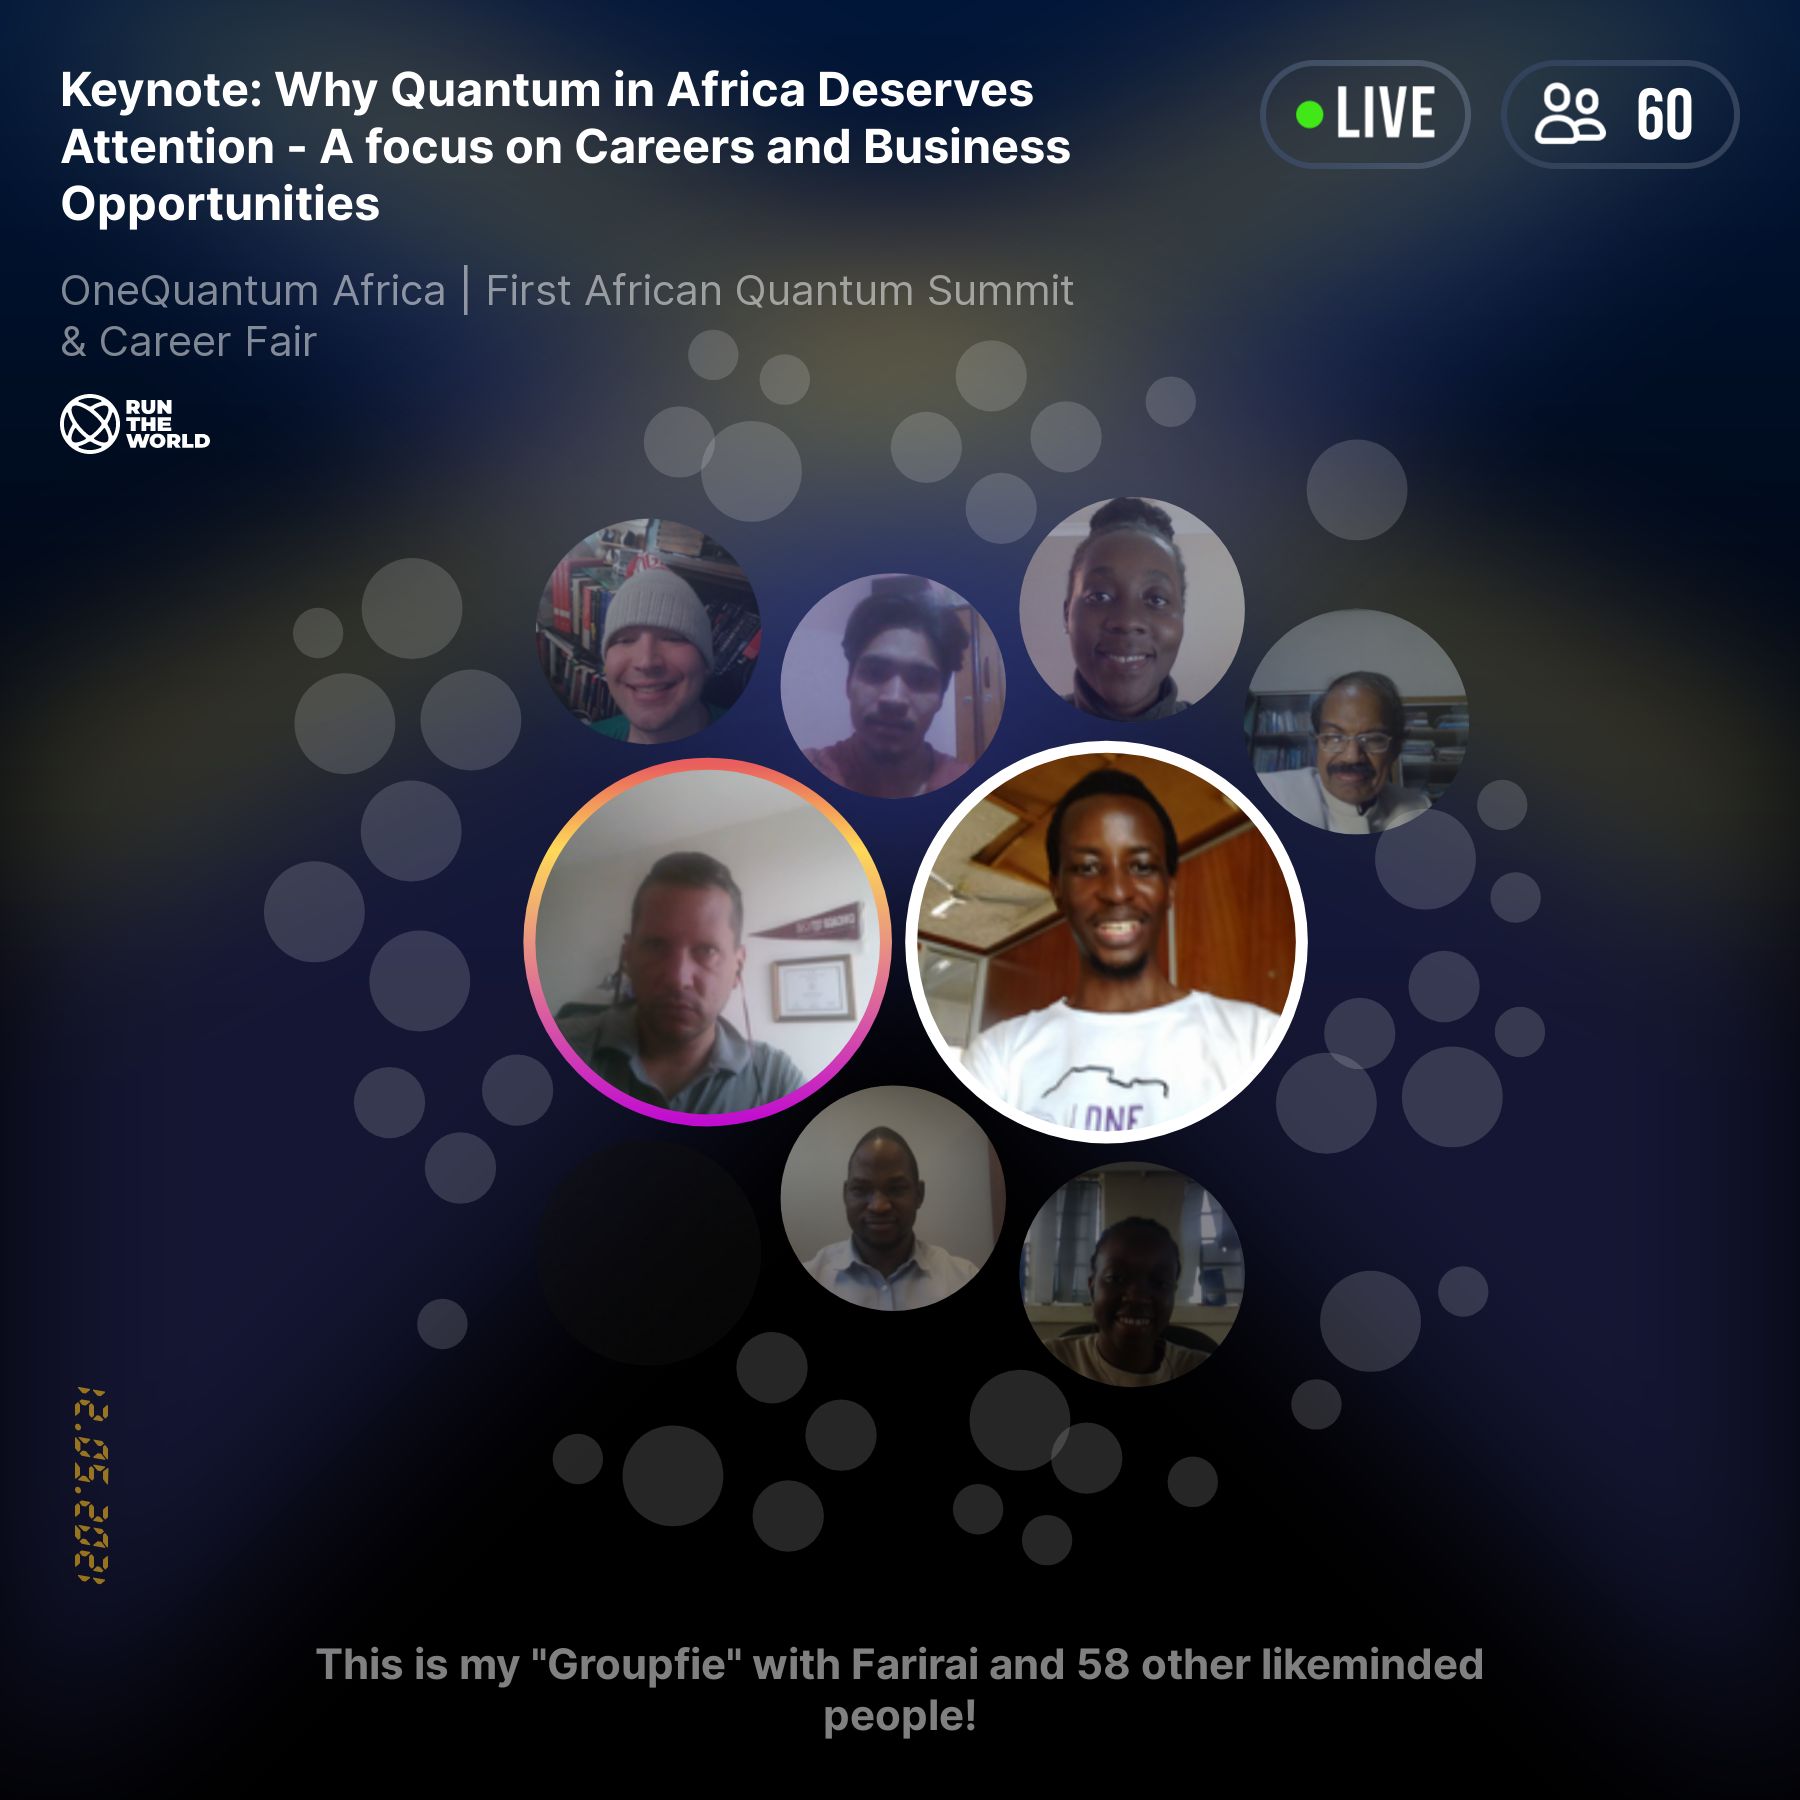 Keynote: Why Quantum in Africa Deserves
Attention - A focus on Careers and Business
Opportunities
LIVE
60
OneQuantum Africa | First African Quantum Summit
& Career Fair
RUN
THE
WORLD
ONE
12.05.2021
This is my "Groupfie" with Farirai and 58 other likeminded
people!